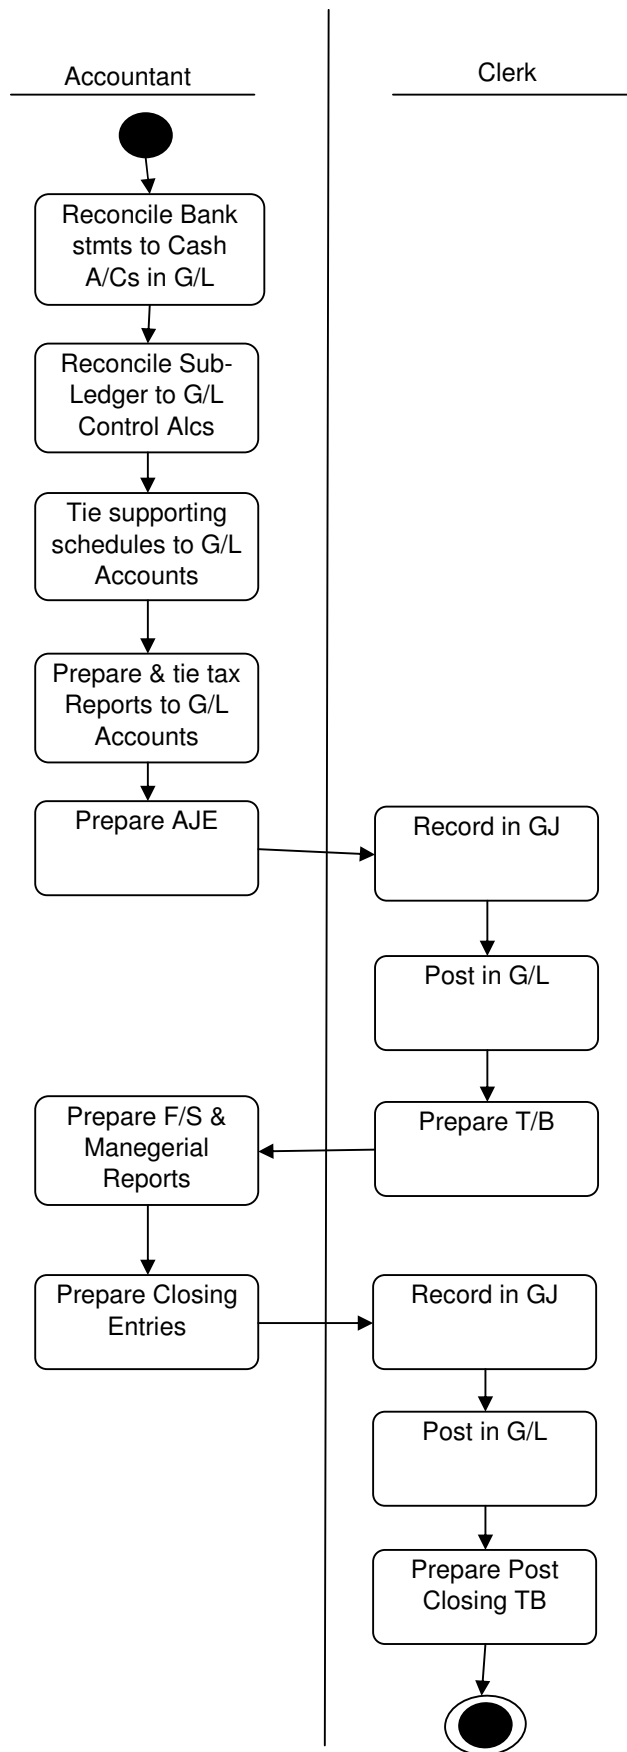 Accountant
Clerk
Reconcile Bank
stmts to Cash
A/Cs in G/L
Reconcile Sub-
Ledger to G/L
Control Alcs
Tie supporting
schedules to G/L
Accounts
Prepare & tie tax
Reports to G/L
Accounts
Prepare AJE
Record in GJ
Post in G/L
Prepare T/B
Prepare F/S &
Manegerial
Reports
Prepare Closing
Entries
Record in GJ
Post in G/L
Prepare Post
Closing TB